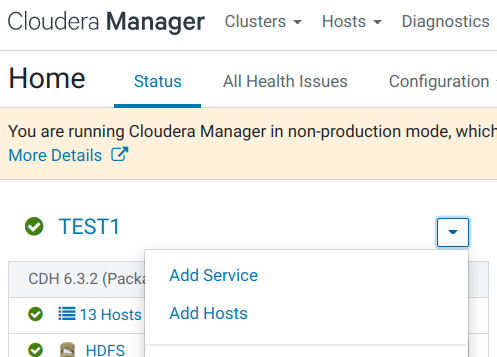 Cloudera Manager Clusters Hosts Diagnostics
Home Status All Health Issues Configuration
You are running Cloudera Manager in non-production mode, which
More Details
TEST1
CDH 6.3.2 (Packa
Add Service
13 Hosts
Add Hosts
HDFS